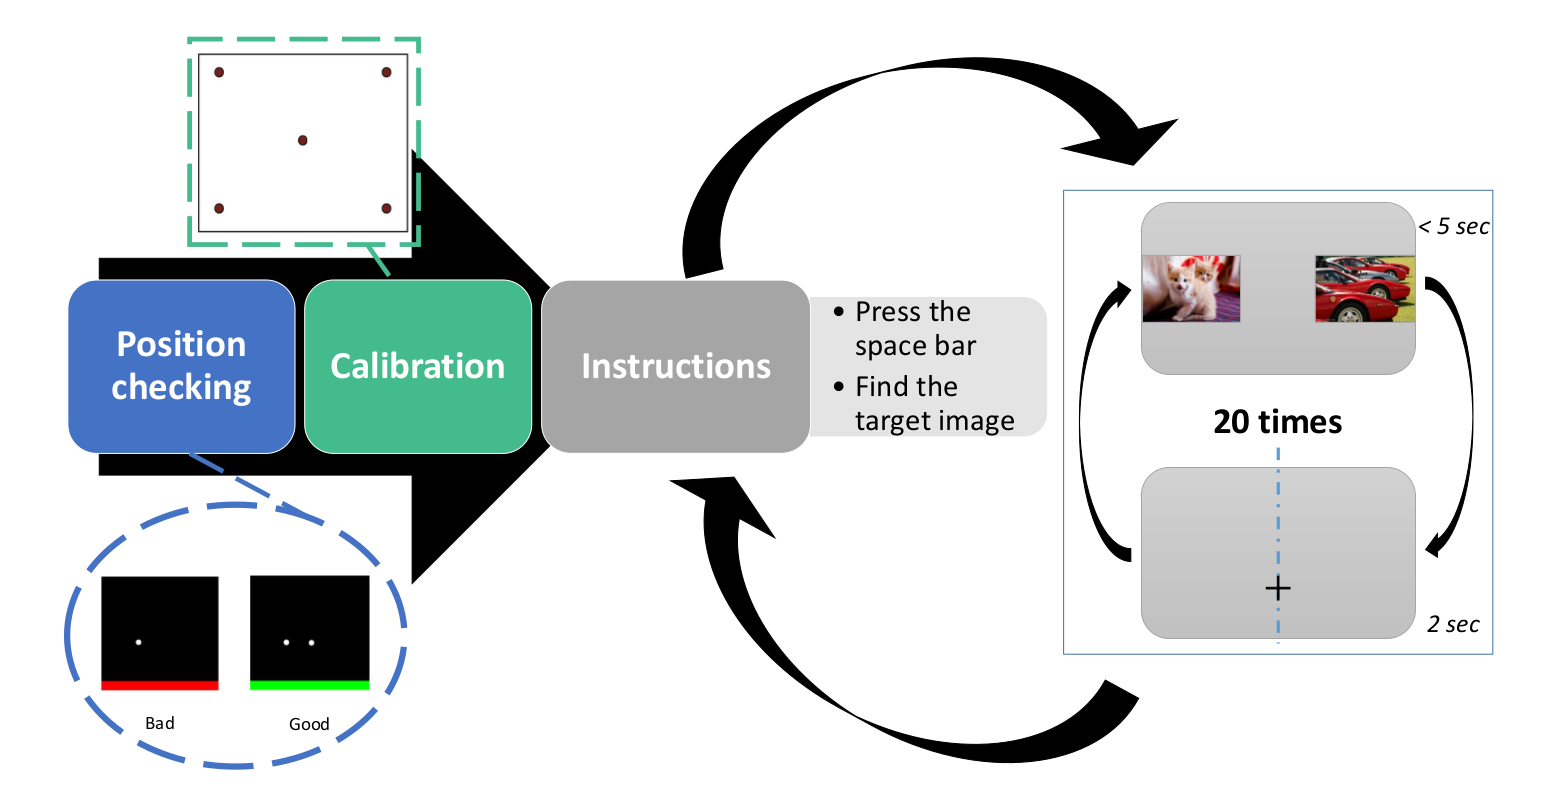 Position
checking
Calibration
Instructions
• Press the
space bar
• Find the
target image
< 5 sec
20 times
2 sec
Bad
Good